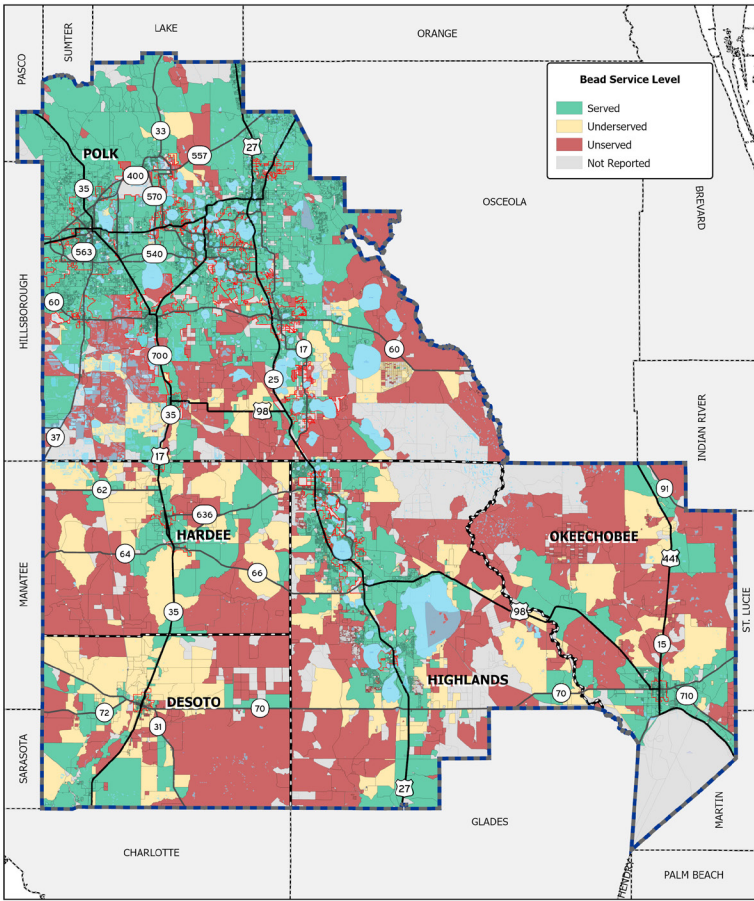 LAKE
ORANGE
SUMTER
PASCO
Bead Service Level
Served
Underserved
Unserved
Not Reported
33
POLK
557
27
400
35
570
OSCEOLA
BREVARD
563
540
HILLSBOROUGH
60
17
60
700
25
35
98
37
17
INDIAN RIVER
62
91
636
HARDEE
OKEECHOBEE
64
441
66
MANATEE
35
98
ST. LUCIE
15
HIGHLANDS
DESOTO
70
70
710
72
31
SARASOTA
27
MARTIN
GLADES
CHARLOTTE
HENDRY
PALM BEACH